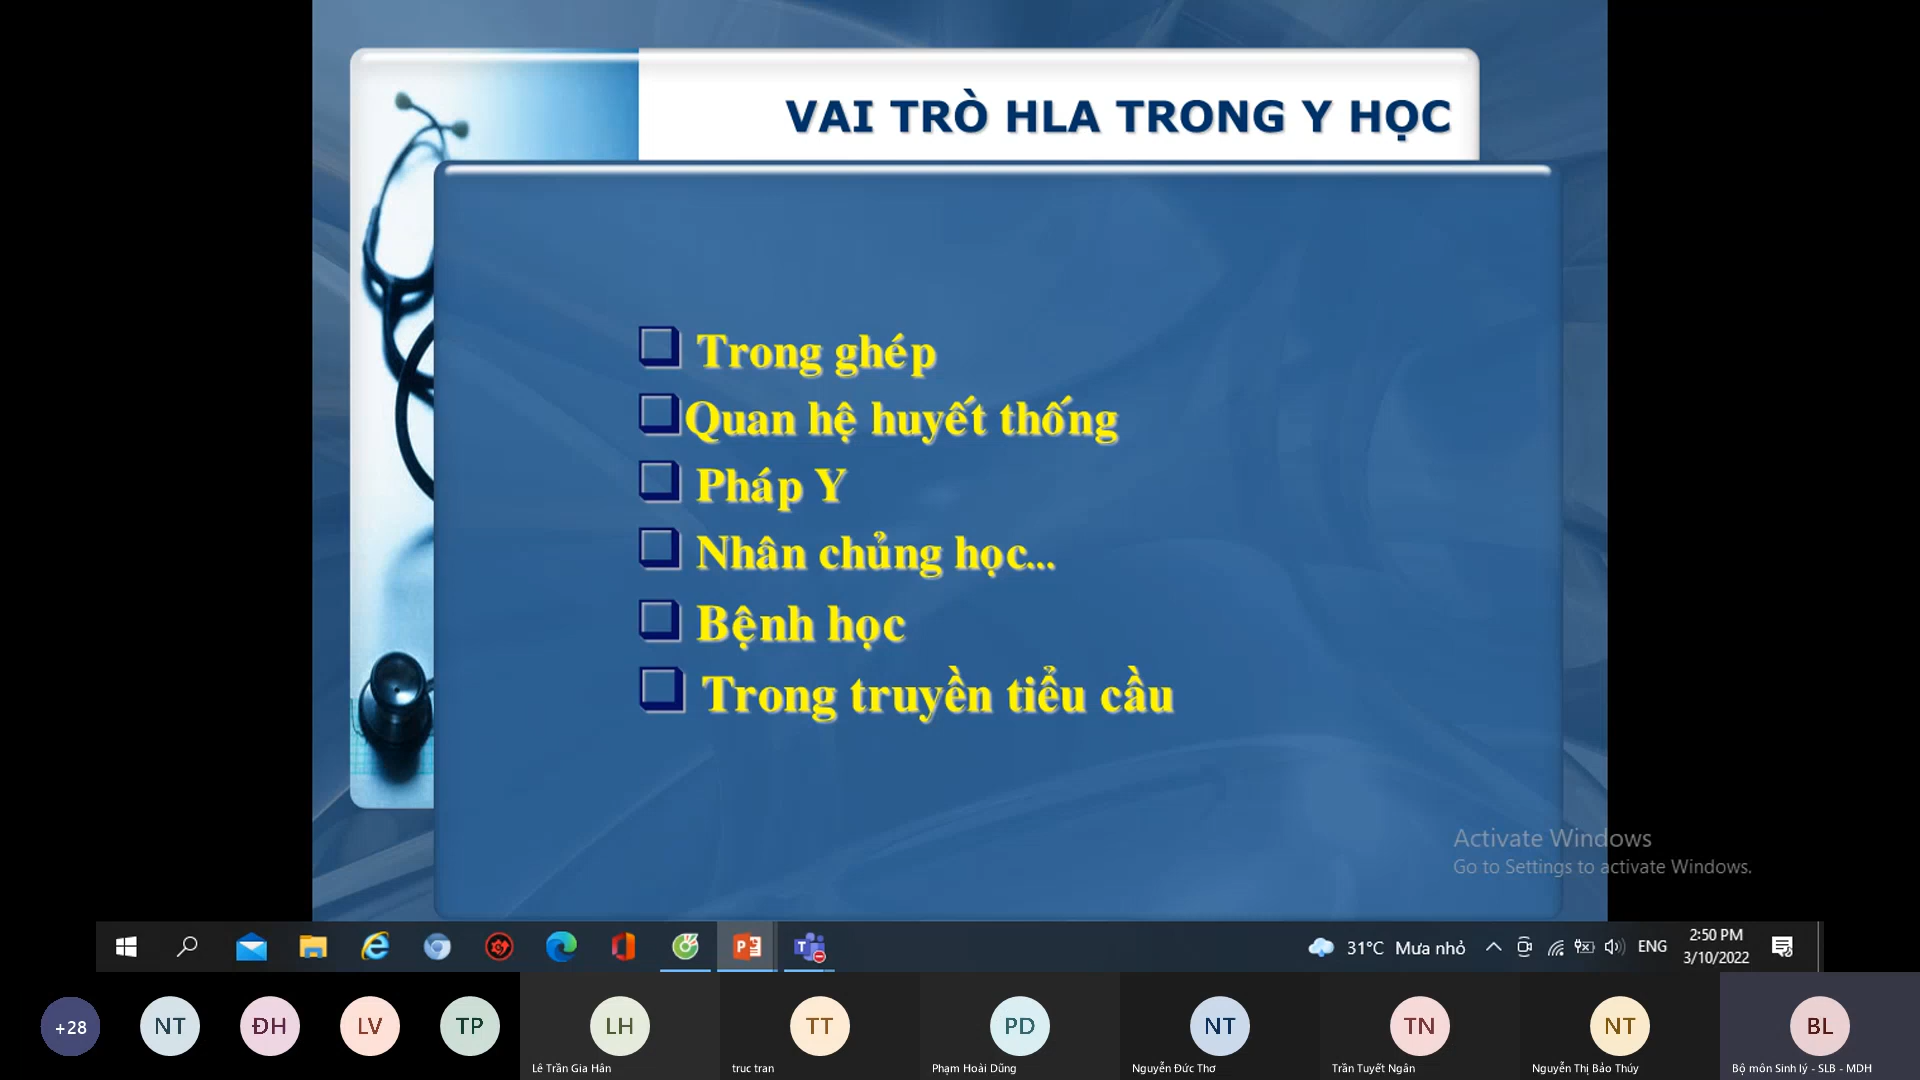 VAI TRÒ HLA TRONG Y HỌC
Trong ghép
Quan hệ huyết thống
Pháp Y
Nhân chủng học...
Bệnh học
Trong truyền tiểu cầu
Activate Windows
Go to Settings to activate Windows.
31°C Mưa nhỏ
ENG
2:50 PM
3/10/2022
+28
NT
ĐH
LV
TP
LH
TT
PD
NT
TN
NT
BL
Lê Trần Gia Hân
truc tran
Phạm Hoài Dũng
Nguyễn Đức Thơ
Trần Tuyết Ngân
Nguyễn Thị Bảo Thúy
Bộ môn Sinh lý - SLB - MDH